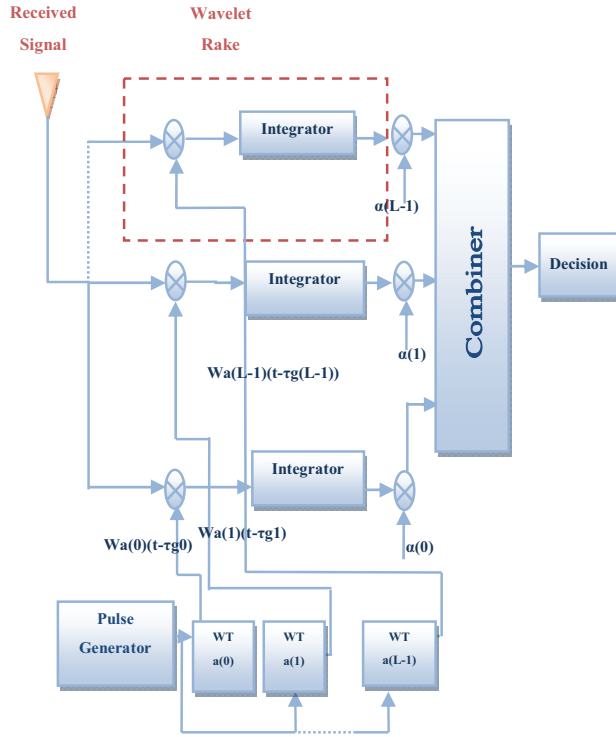 Received
Signal
Wavelet
Rake
Integrator
α(L-1)
Integrator
Combiner
Decision
α(1)
Wa(L-1)(t-τg(L-1))
Integrator
α(0)
Wa(0)(t-τg0)
Wa(1)(t-τg1)
Pulse
Generator
WT
a(0)
WT
a(1)
WT
a(L-1)